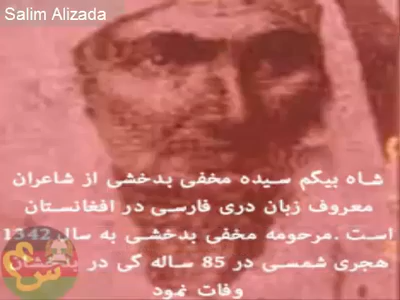 Salim Alizada
شاه بیگم سیده مخفی بدخشی از شاعران
معروف زبان دری فارسی در افغانستان
است .مرحومه مخفی بدخشی به سال 1342
هجری شمسی در 85 ساله گی در
وفات نمود